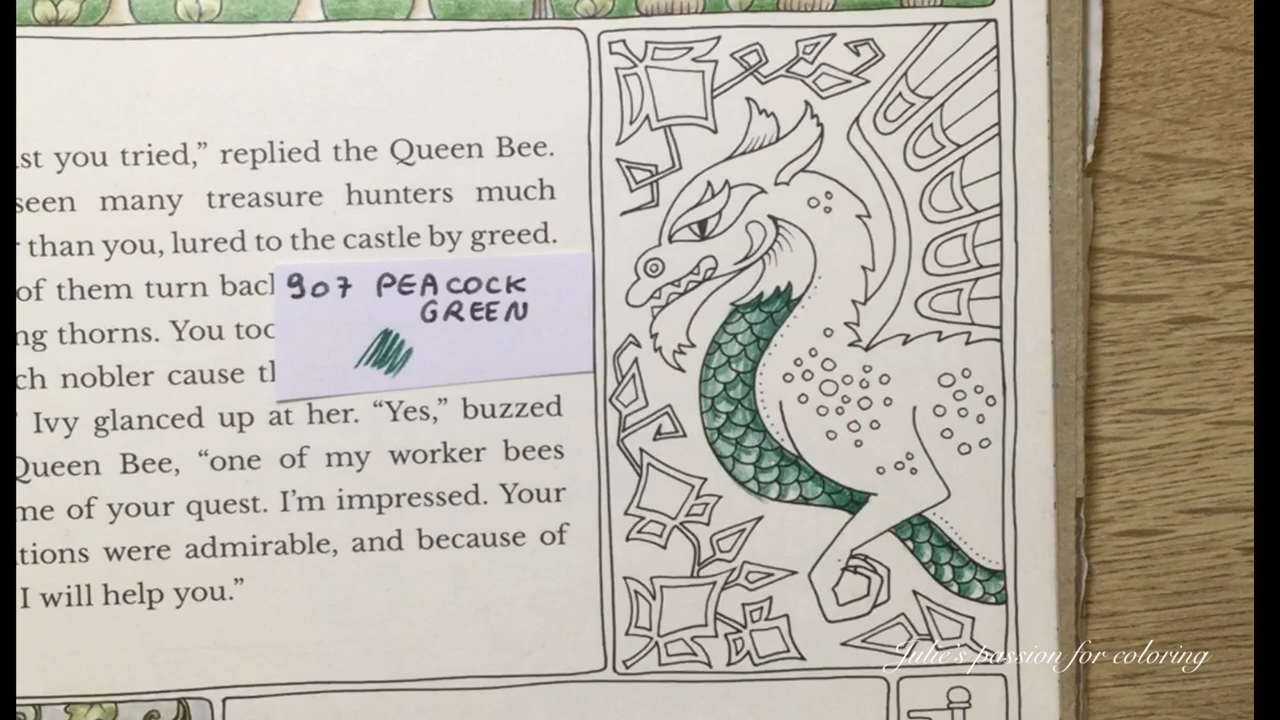 st you tried,” replied the Queen Bee.
seen many treasure hunters much
than you, lured to the castle by greed.
of them turn bac
ng thorns. You too
ch nobler cause t
Ivy glanced up at her. “Yes,” buzzed
Queen Bee, “one of my worker bees
me of your quest. I’m impressed. Your
tions were admirable, and because of
I will help you.”
907 PEACOCK
GREEN
Julie's passion for coloring